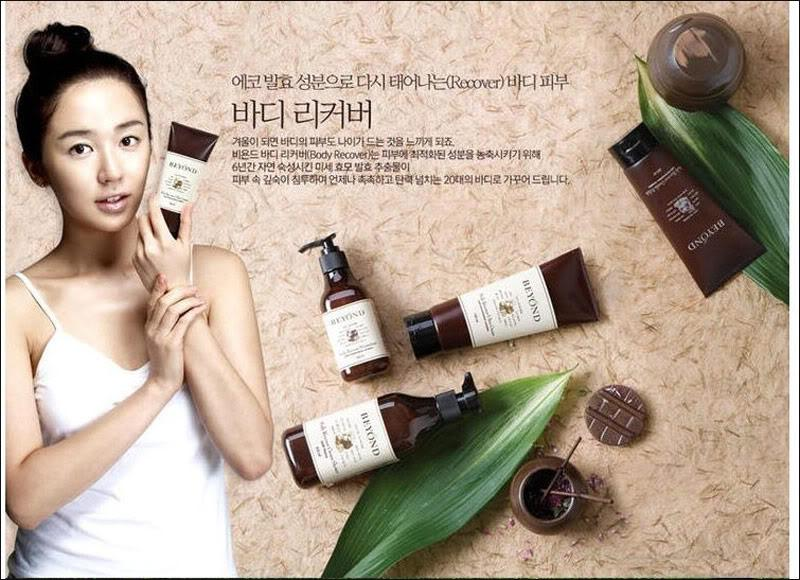 에코 발효 성분으로 다시 태어나는(Recover) 바디 피부
바디 리커버
겨울이 되면 바디의 피부도 나이가 드는 것을 느끼게 되죠.
비욘드 바디 리커버(Body Recover)는 피부에 최적화된 성분을 농축시키기 위해
6년간 자연 숙성시킨 미세 효모 발효 추출물이
피부 속 깊숙이 침투하여 언제나 촉촉하고 탄력 넘치는 20대의 바디로 가꾸어 드립니다.
BEYOND
BEYOND
BEYOND
BEYOND
BEYOND